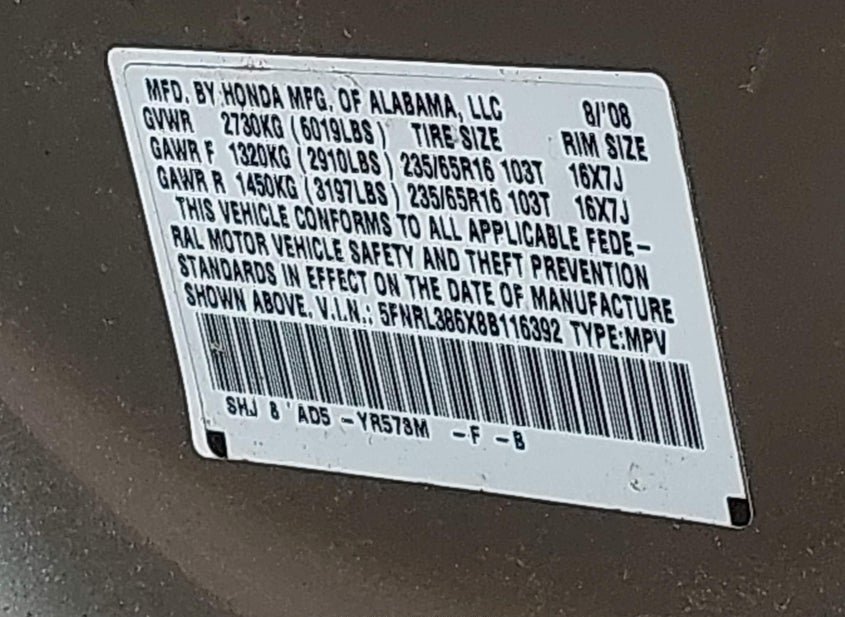 MFD. BY HONDA MFG. OF ALABAMA, LLC 8/'08
GVWR 2730KG (6019LBS) TIRE SIZE RIM SIZE
GAWR F 1320KG (2910LBS) 235/65R16 103T 16X7J
GAWR R 1450KG (3197LBS) 235/65R16 103T 16X7J
THIS VEHICLE CONFORMS TO ALL APPLICABLE FEDE–
RAL MOTOR VEHICLE SAFETY AND THEFT PREVENTION
STANDARDS IN EFFECT ON THE DATE OF MANUFACTURE
SHOWN ABOVE. V.I.N.: 5FNRL386X8B116392 TYPE:MPV
SHJ 8 ' AD5 –YR578M –F –B